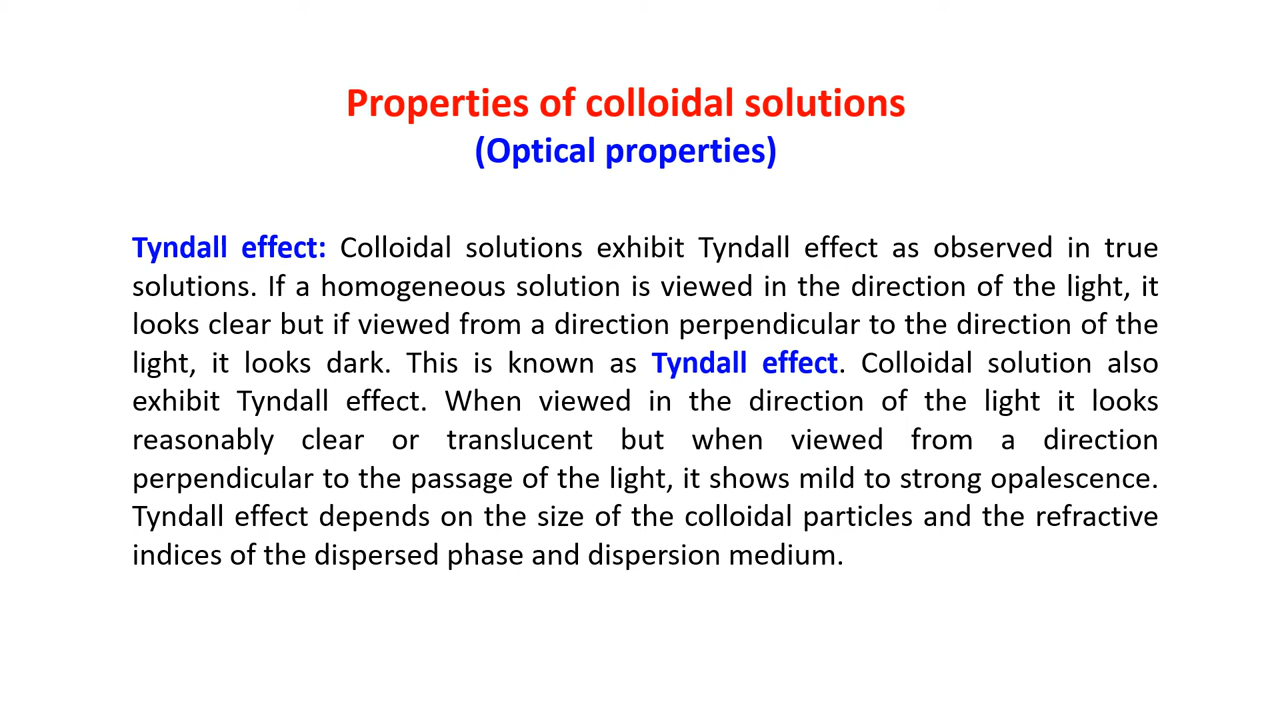 Properties of colloidal solutions
(Optical properties)
Tyndall effect: Colloidal solutions exhibit Tyndall effect as observed in true
solutions. If a homogeneous solution is viewed in the direction of the light, it
looks clear but if viewed from a direction perpendicular to the direction of the
light, it looks dark. This is known as Tyndall effect. Colloidal solution also
exhibit Tyndall effect. When viewed in the direction of the light it looks
reasonably clear or translucent but when viewed from a direction
perpendicular to the passage of the light, it shows mild to strong opalescence.
Tyndall effect depends on the size of the colloidal particles and the refractive
indices of the dispersed phase and dispersion medium.